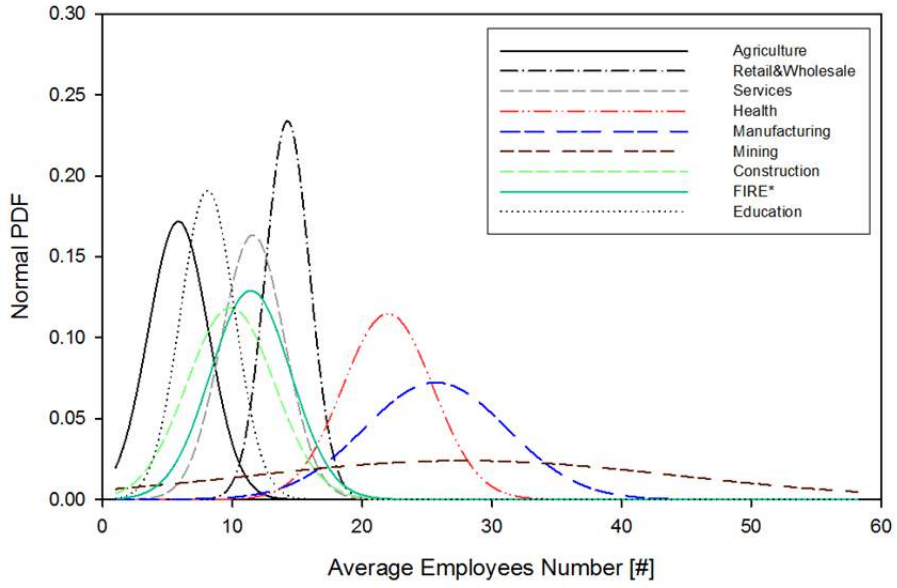 0.30
0.25
0.20
0.15
0.10
0.05
0.00
Normal PDF
Agriculture
Retail&Wholesale
Services
Health
Manufacturing
Mining
Construction
FIRE*
Education
0 10 20 30 40 50 60
Average Employees Number [#]